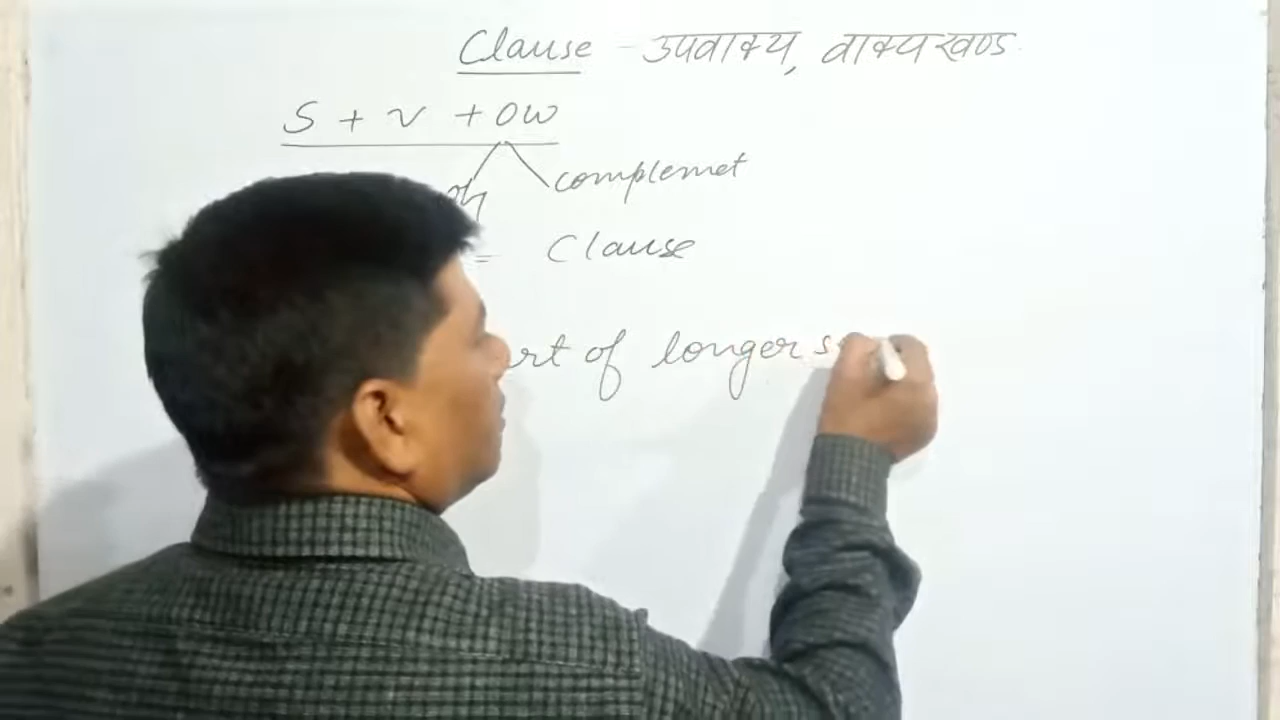 Clause - उपवाक्य, वाक्यखण्ड
S + V + OW
complemet
= Clause
of longer